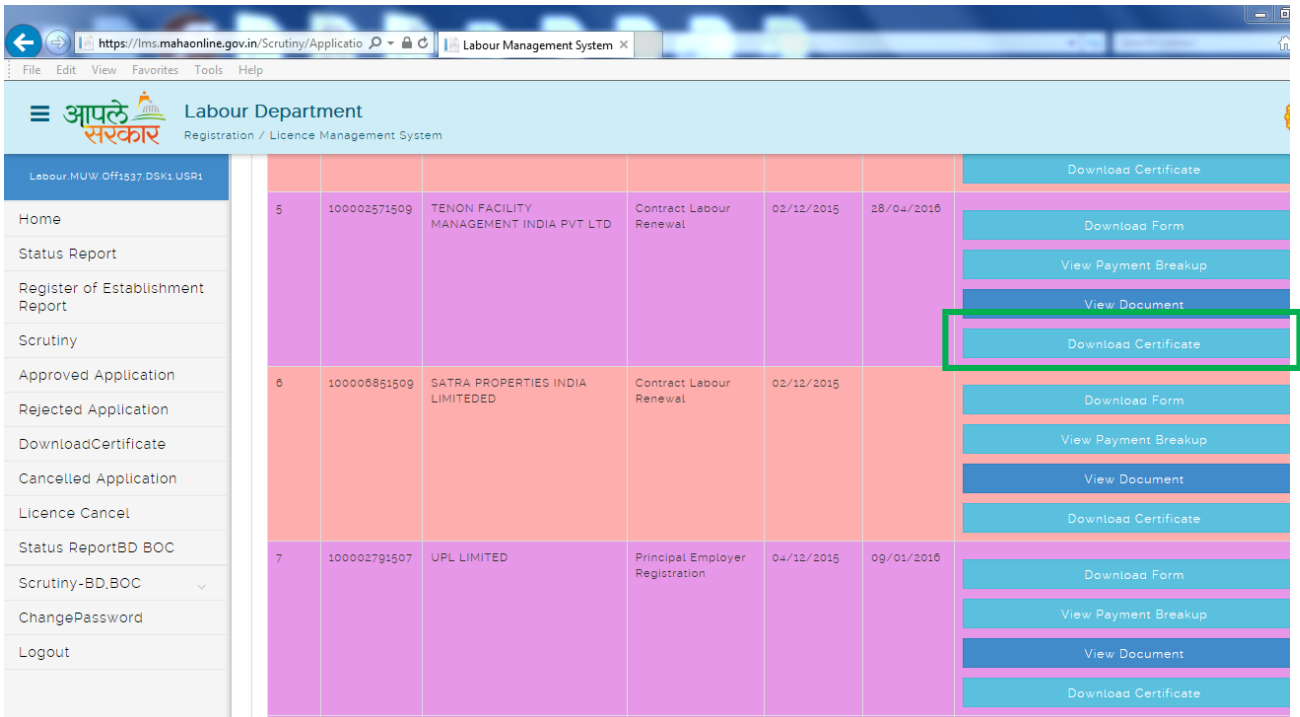 https://lms.mahaonline.gov.in/Scrutiny/Applicatio
Labour Management System
File Edit View Favorites Tools Help
आपले
सरकार
Labour Department
Registration / Licence Management System
Labour.MUW.Off1537.DSK1.USR1
Home
Status Report
Register of Establishment
Report
Scrutiny
Approved Application
Rejected Application
DownloadCertificate
Cancelled Application
Licence Cancel
Status ReportBD BOC
Scrutiny-BD,BOC
ChangePassword
Logout
Download Certificate
5 100002571509 TENON FACILITY Contract Labour 02/12/2015 28/04/2016
MANAGEMENT INDIA PVT LTD Renewal
Download Form
View Payment Breakup
View Document
Download Certificate
6 100006851509 SATRA PROPERTIES INDIA Contract Labour 02/12/2015
LIMITEDED Renewal
Download Form
View Payment Breakup
View Document
Download Certificate
7 100002791507 UPL LIMITED Principal Employer 04/12/2015 09/01/2016
Registration
Download Form
View Payment Breakup
View Document
Download Certificate